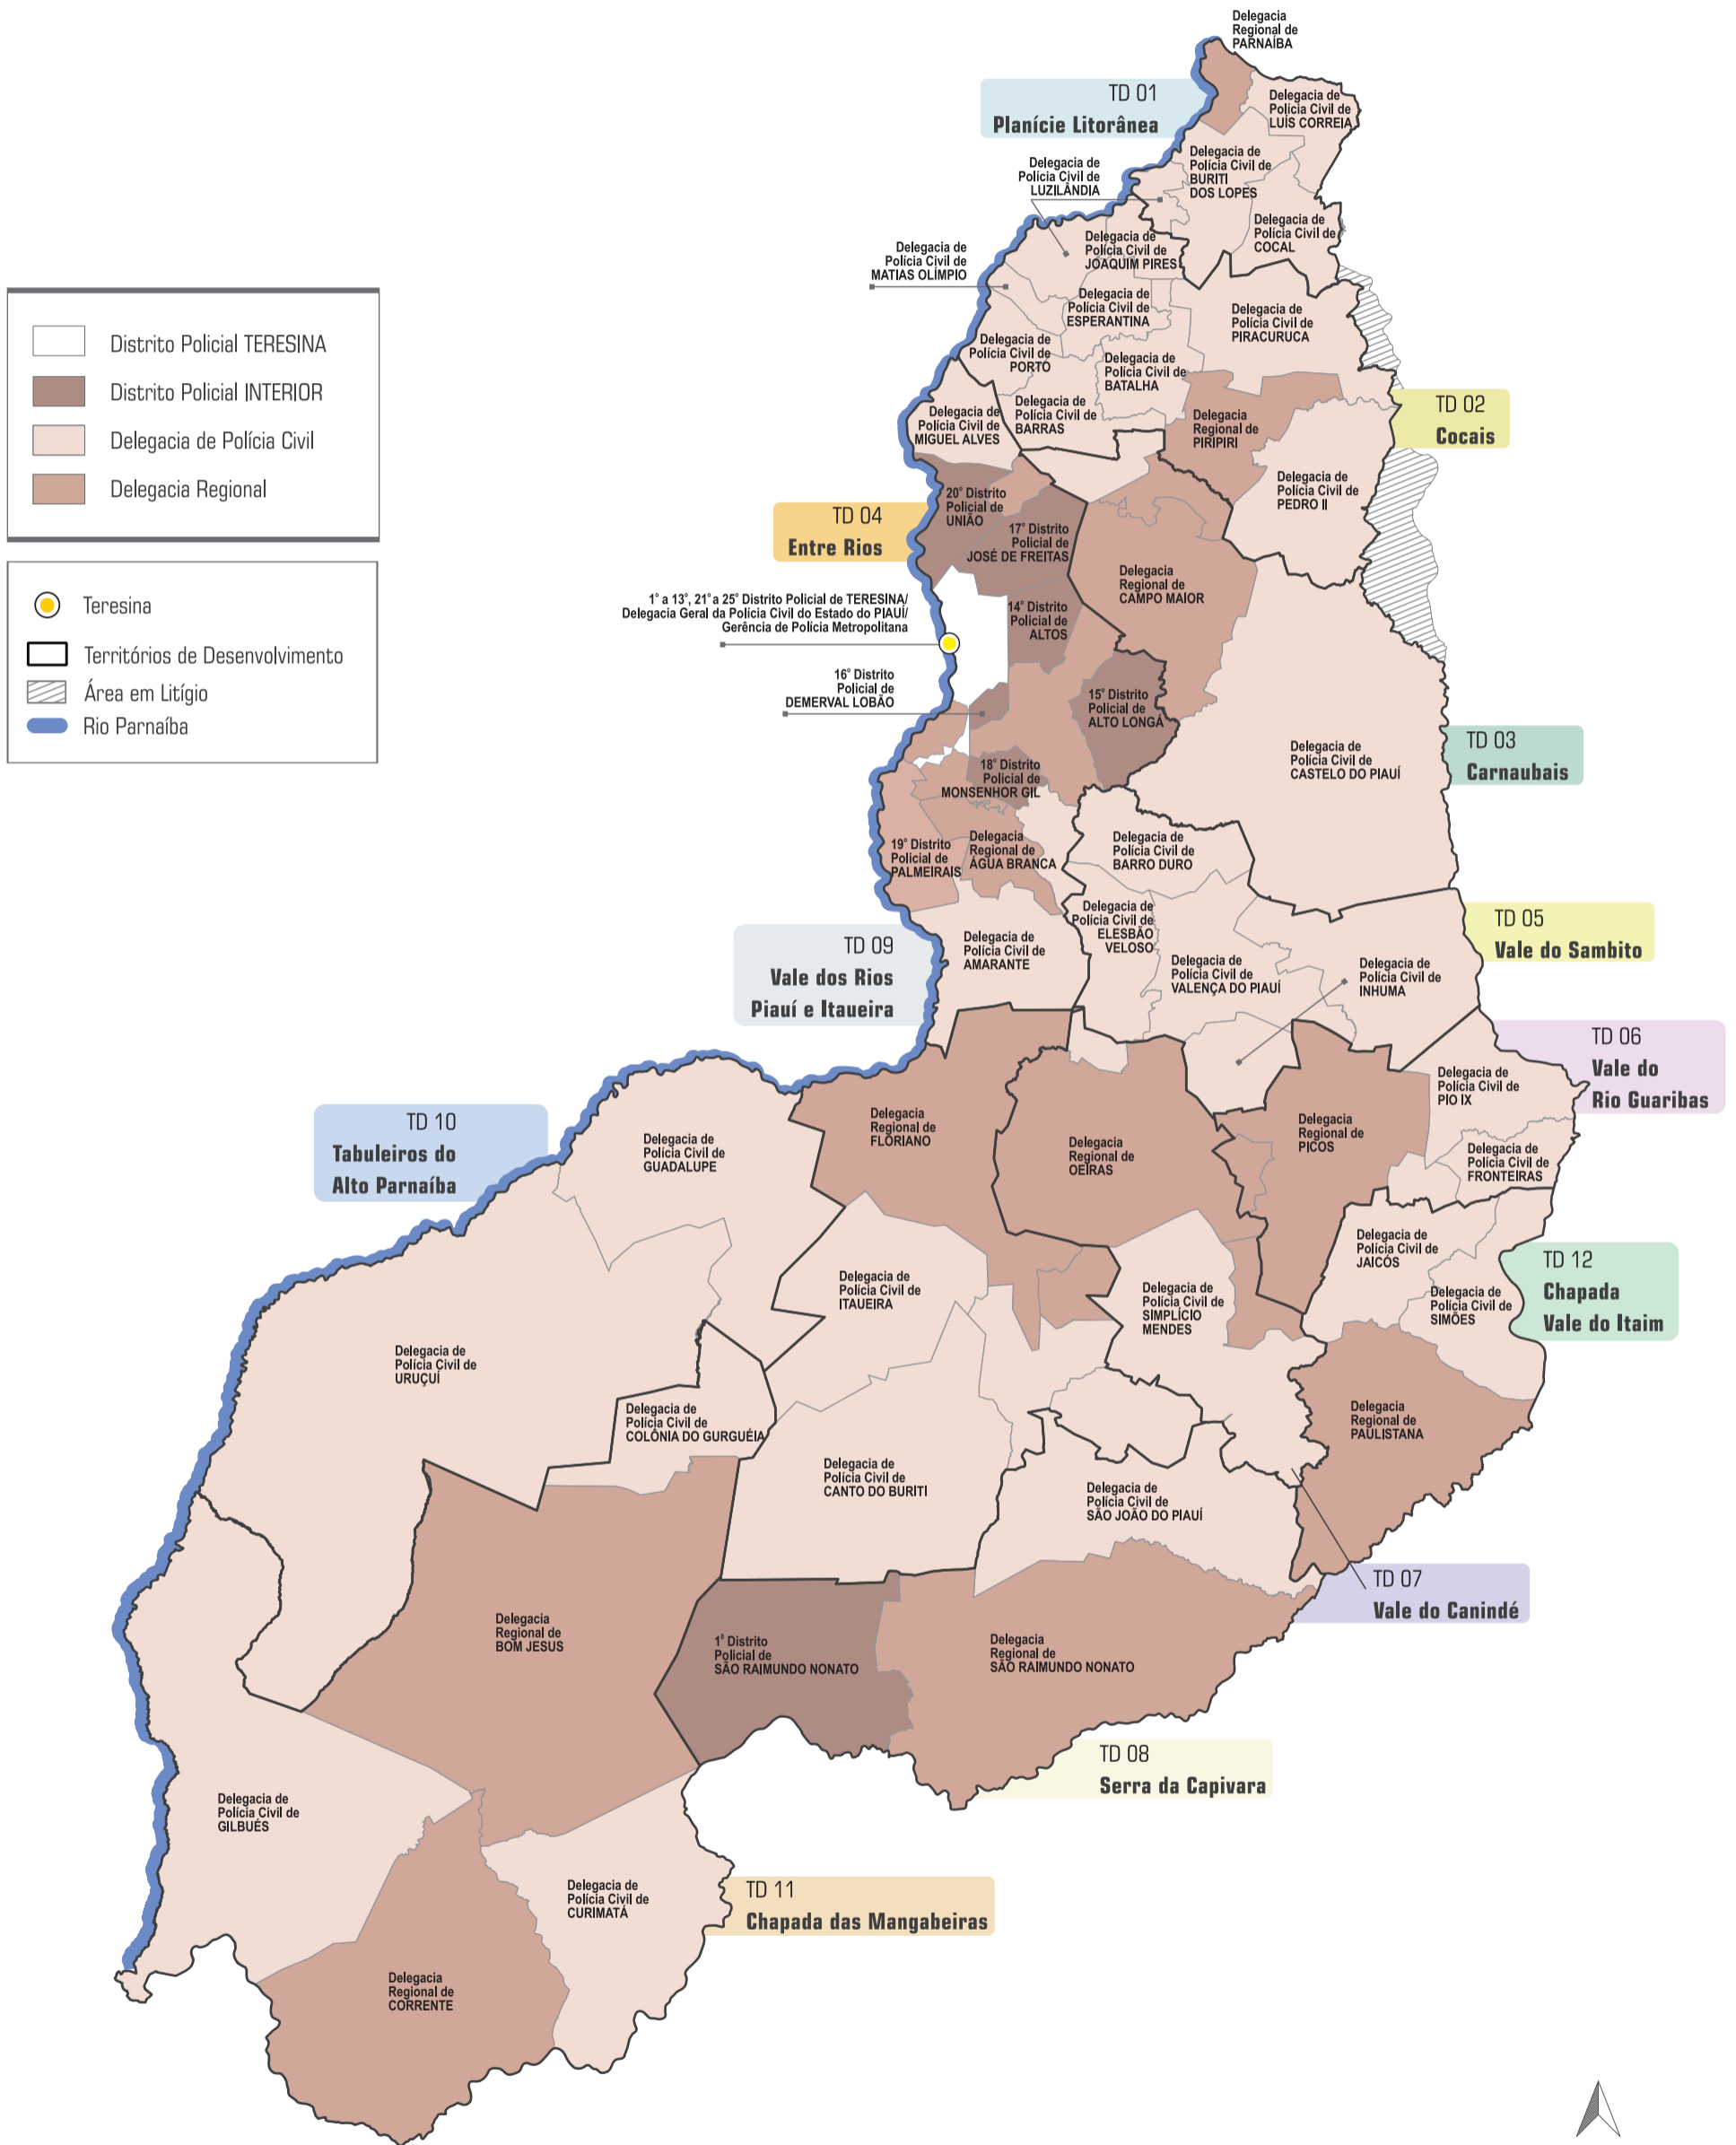 Delegacia
Regional de
PARNAÍBA
TD 01
Planície Litorânea
Delegacia de
Polícia Civil de
LUÍS CORREIA
Delegacia de
Polícia Civil de
BURITI
DOS LOPES
Delegacia de
Polícia Civil de
LUZILÂNDIA
Delegacia de
Polícia Civil de
COCAL
Delegacia de
Polícia Civil de
JOAQUIM PIRES
Delegacia de
Polícia Civil de
MATIAS OLÍMPIO
Delegacia de
Polícia Civil de
ESPERANTINA
Delegacia de
Polícia Civil de
PIRACURUCA
Delegacia de
Polícia Civil de
PORTO
Delegacia de
Polícia Civil de
BATALHA
Delegacia de
Polícia Civil de
BARRAS
Delegacia de
Polícia Civil de
MIGUEL ALVES
Delegacia
Regional de
PIRIPIRI
TD 02
Cocais
Delegacia de
Polícia Civil de
PEDRO II
Distrito Policial TERESINA
Distrito Policial INTERIOR
Delegacia de Polícia Civil
Delegacia Regional
Teresina
Territórios de Desenvolvimento
Área em Litígio
Rio Parnaíba
TD 04
Entre Rios
20° Distrito
Policial de
UNIÃO
17° Distrito
Policial de
JOSÉ DE FREITAS
Delegacia
Regional de
CAMPO MAIOR
1° a 13°, 21° a 25° Distrito Policial de TERESINA/
Delegacia Geral da Polícia Civil do Estado do PIAUÍ/
Gerência de Polícia Metropolitana
14° Distrito
Policial de
ALTOS
16° Distrito
Policial de
DEMERVAL LOBÃO
15° Distrito
Policial de
ALTO LONGÁ
TD 03
Carnaubais
Delegacia de
Polícia Civil de
CASTELO DO PIAUÍ
18° Distrito
Policial de
MONSENHOR GIL
19° Distrito
Policial de
PALMEIRAIS
Delegacia
Regional de
ÁGUA BRANCA
Delegacia de
Polícia Civil de
BARRO DURO
Delegacia de
Polícia Civil de
ELESBÃO
VELOSO
TD 05
Vale do Sambito
TD 09
Vale dos Rios
Piauí e Itaueira
Delegacia de
Polícia Civil de
AMARANTE
Delegacia de
Polícia Civil de
VALENÇA DO PIAUÍ
Delegacia de
Polícia Civil de
INHUMA
TD 06
Vale do
Rio Guaribas
Delegacia de
Polícia Civil de
PIO IX
TD 10
Tabuleiros do
Alto Parnaíba
Delegacia de
Polícia Civil de
GUADALUPE
Delegacia
Regional de
FLORIANO
Delegacia
Regional de
OEIRAS
Delegacia
Regional de
PICOS
Delegacia de
Polícia Civil de
FRONTEIRAS
Delegacia de
Polícia Civil de
JAICÓS
TD 12
Chapada
Vale do Itaim
Delegacia de
Polícia Civil de
ITAUEIRA
Delegacia de
Polícia Civil de
SIMPLÍCIO
MENDES
Delegacia de
Polícia Civil de
SIMÕES
Delegacia de
Polícia Civil de
URUÇUÍ
Delegacia de
Polícia Civil de
COLÔNIA DO GURGUÉIA
Delegacia
Regional de
PAULISTANA
Delegacia de
Polícia Civil de
CANTO DO BURITI
Delegacia de
Polícia Civil de
SÃO JOÃO DO PIAUÍ
TD 07
Vale do Canindé
Delegacia
Regional de
BOM JESUS
1° Distrito
Policial de
SÃO RAIMUNDO NONATO
Delegacia
Regional de
SÃO RAIMUNDO NONATO
TD 08
Serra da Capivara
Delegacia de
Polícia Civil de
GILBUÉS
Delegacia de
Polícia Civil de
CURIMATÁ
TD 11
Chapada das Mangabeiras
Delegacia
Regional de
CORRENTE